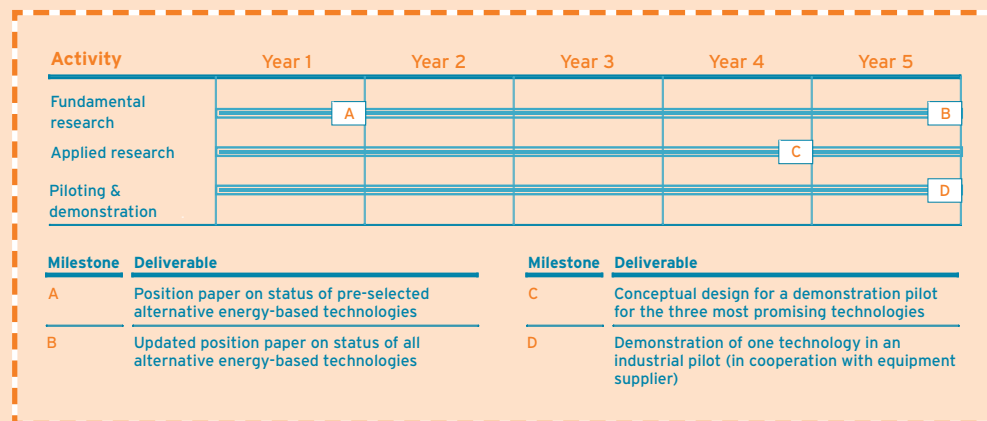 Activity Year 1 Year 2 Year 3 Year 4 Year 5
Fundamental
research
A B
Applied research
C
Piloting &
demonstration
D
Milestone Deliverable
A Position paper on status of pre-selected
alternative energy-based technologies
B Updated position paper on status of all
alternative energy-based technologies
Milestone Deliverable
C Conceptual design for a demonstration pilot
for the three most promising technologies
D Demonstration of one technology in an
industrial pilot (in cooperation with equipment
supplier)